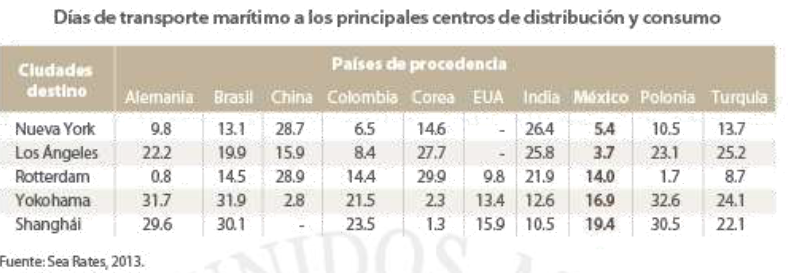 Días de transporte marítimo a los principales centros de distribución y consumo
Ciudades destino Países de procedencia
Alemania Brasil China Colombia Corea EUA India México Polonia Turquía
Nueva York 9.8 13.1 28.7 6.5 14.6 - 26.4 5.4 10.5 13.7
Los Ángeles 22.2 19.9 15.9 8.4 27.7 - 25.8 3.7 23.1 25.2
Rotterdam 0.8 14.5 28.9 14.4 29.9 9.8 21.9 14.0 1.7 8.7
Yokohama 31.7 31.9 2.8 21.5 2.3 13.4 12.6 16.9 32.6 24.1
Shanghái 29.6 30.1 - 23.5 1.3 15.9 10.5 19.4 30.5 22.1
Fuente: Sea Rates, 2013.
UNIDOS